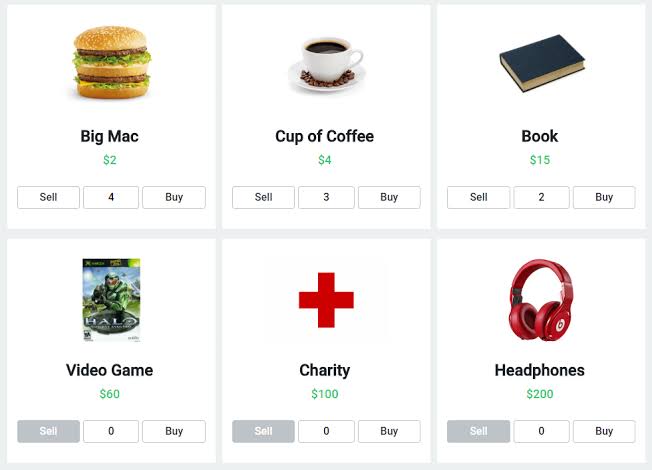 Big Mac
$2
Sell 4 Buy
Cup of Coffee
$4
Sell 3 Buy
Book
$15
Sell 2 Buy
HALO
Video Game
$60
Sell 0 Buy
Charity
$100
Sell 0 Buy
Headphones
$200
Sell 0 Buy